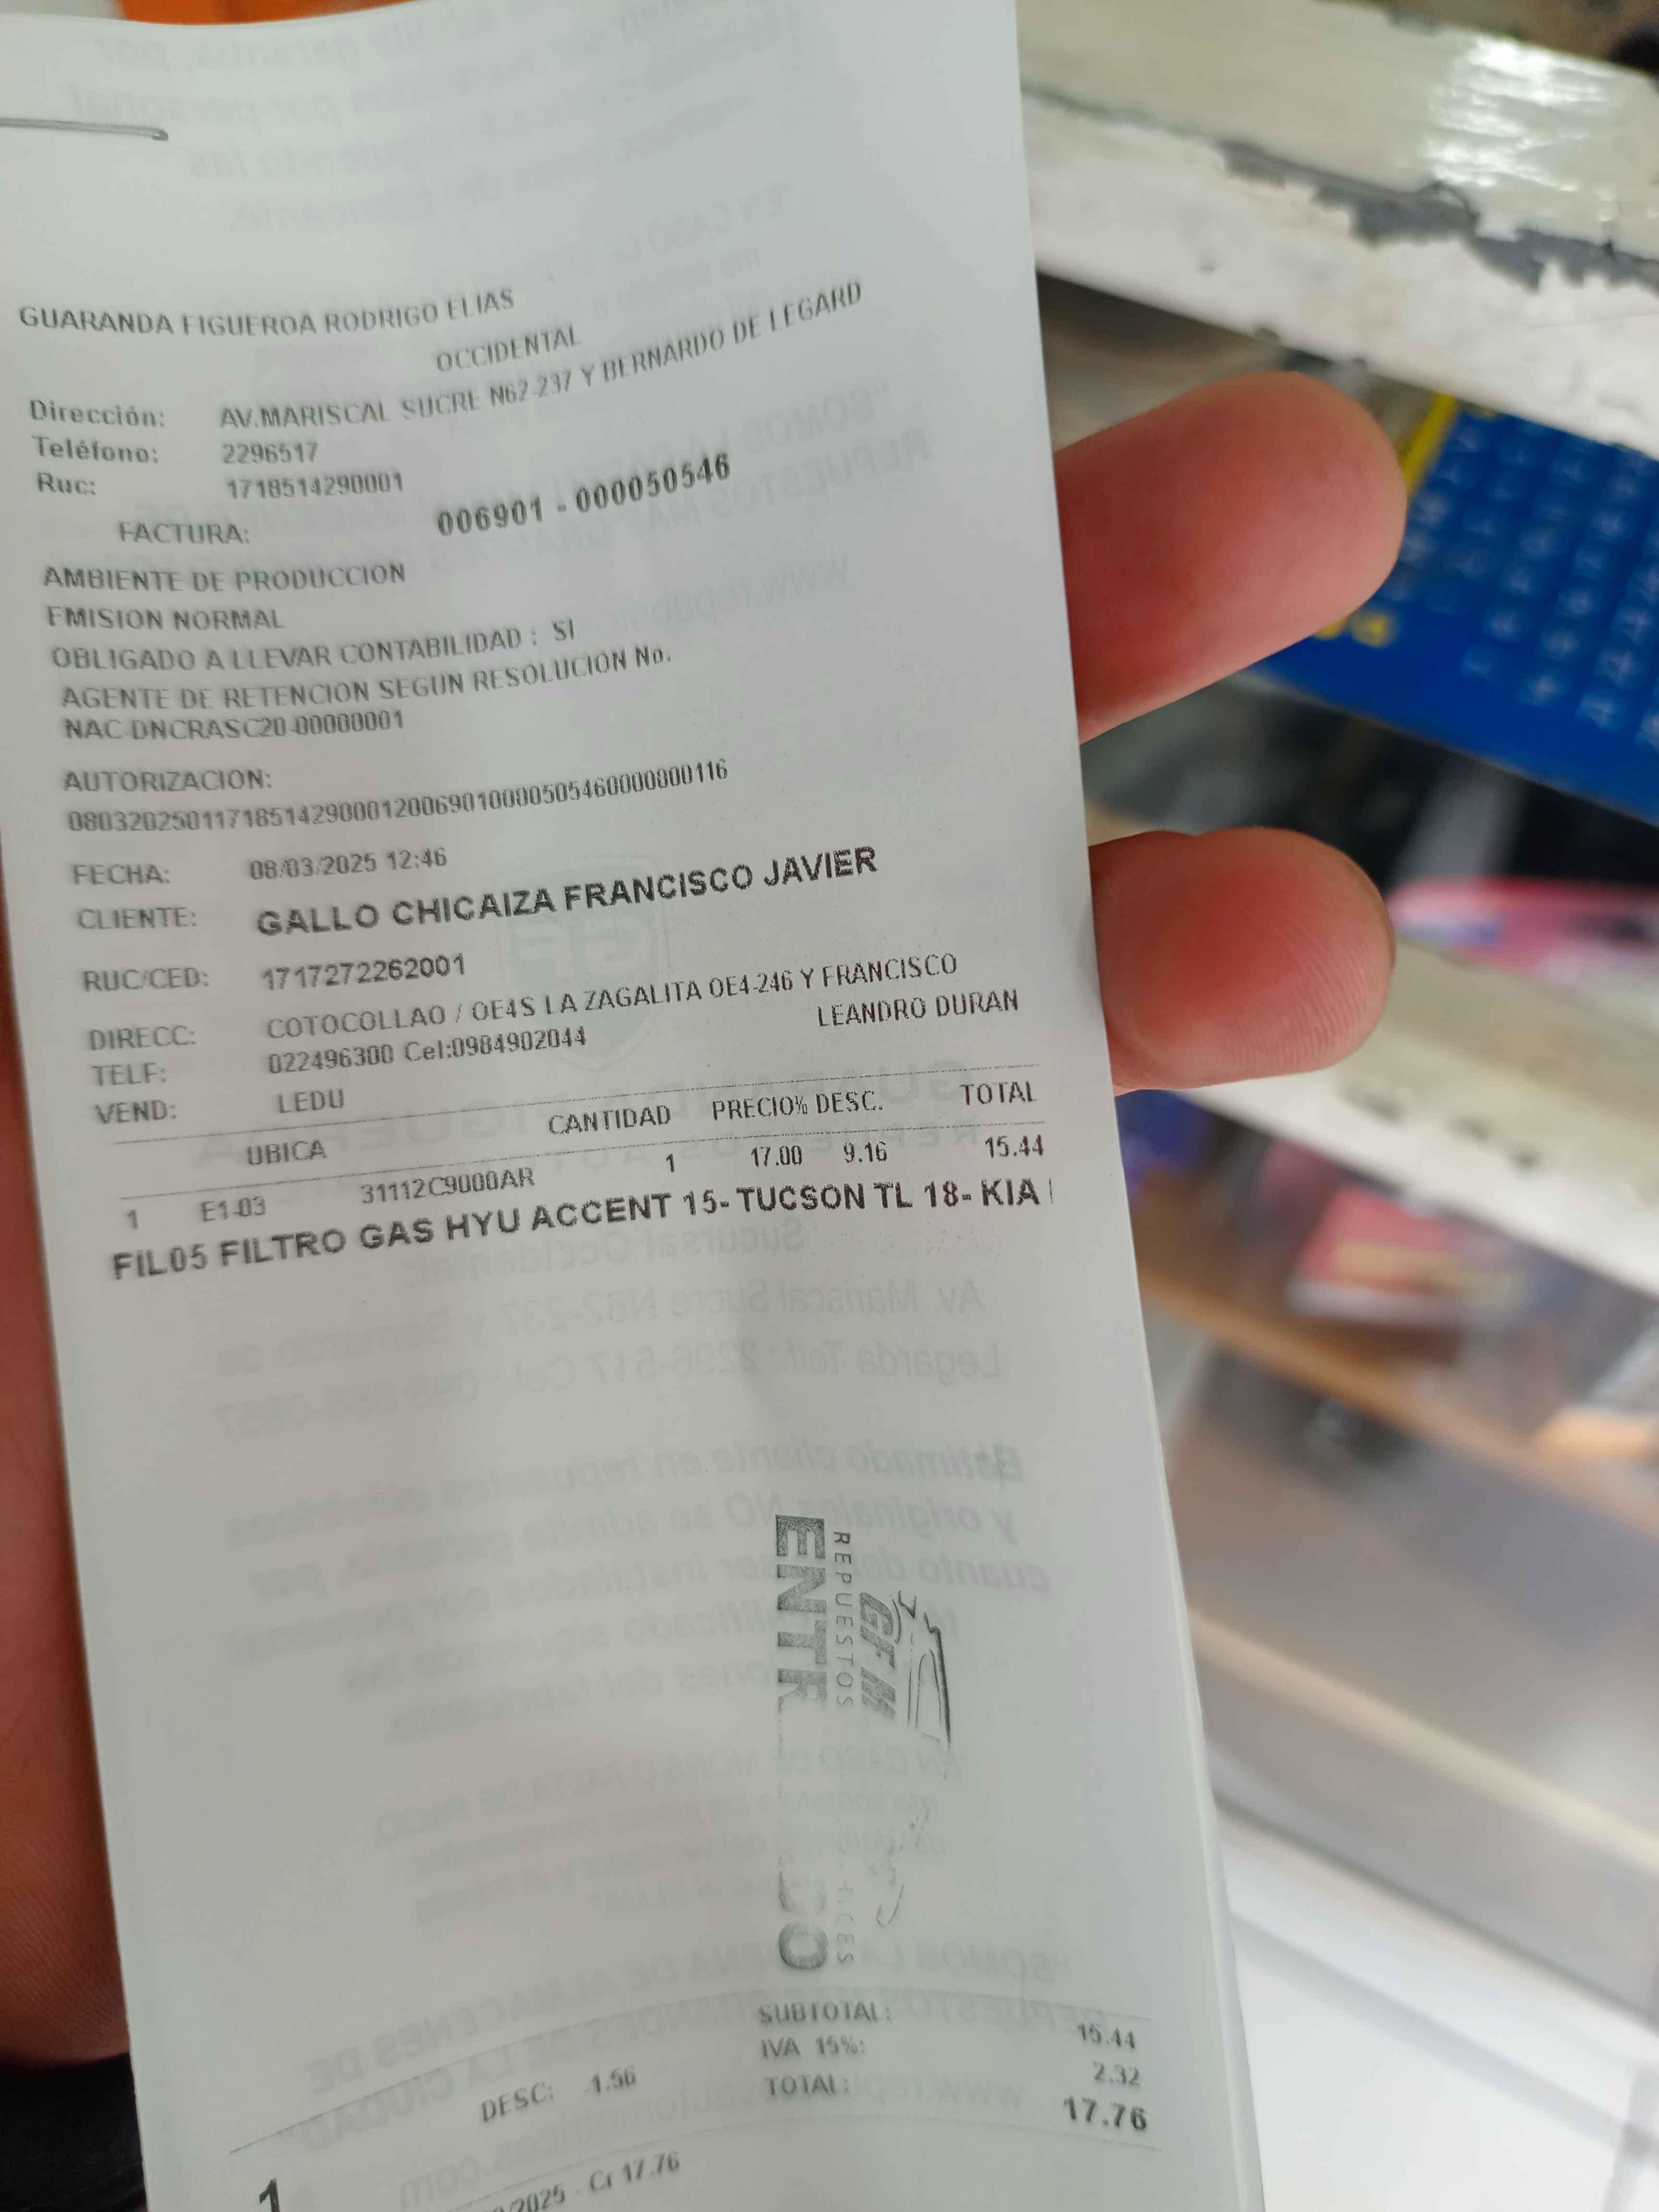 GUARANDA FIGUEROA RODRIGO ELIAS
OCCIDENTAL
Dirección: AV.MARISCAL SUCRE N62-237 Y BERNARDO DE LEGARD
Teléfono: 2296517
Ruc: 1718514290001
FACTURA: 006901 - 000050546
AMBIENTE DE PRODUCCION
EMISION NORMAL
OBLIGADO A LLEVAR CONTABILIDAD : SI
AGENTE DE RETENCION SEGUN RESOLUCION No.
NAC-DNCRASC20-00000001
AUTORIZACION:
0803202501171851429000120069010000505460000000116
FECHA: 08/03/2025 12:46
CLIENTE: GALLO CHICAIZA FRANCISCO JAVIER
RUC/CED: 1717272262001
DIRECC: COTOCOLLAO / OE4S LA ZAGALITA OE4-246 Y FRANCISCO
TELF: 022496300 Cel:0984902044 LEANDRO DURAN
VEND: LEDU
UBICA CANTIDAD PRECIO% DESC. TOTAL
1 E1-03 31112C9000AR 1 17.00 9.16 15.44
FIL05 FILTRO GAS HYU ACCENT 15- TUCSON TL 18- KIA
GFM
REPUESTOS
SUBTOTAL: 15.44
IVA 15%: 2.32
DESC: 1.56 TOTAL: 17.76
1
/2025 - Cr 17.76